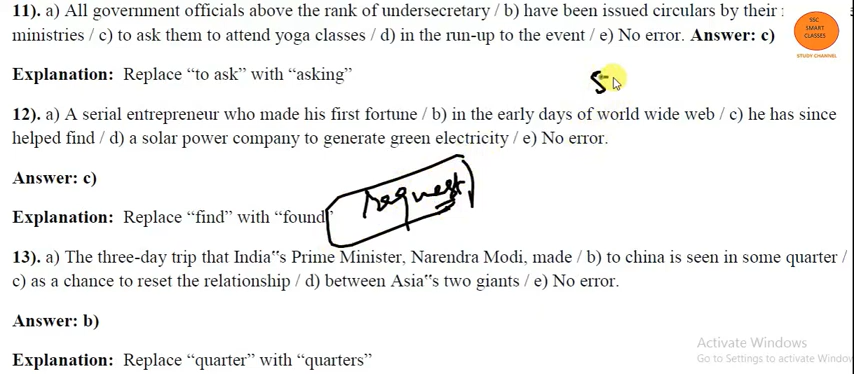 11). a) All government officials above the rank of undersecretary / b) have been issued circulars by their
ministries / c) to ask them to attend yoga classes / d) in the run-up to the event / e) No error. Answer: c)
SSC
SMART
CLASSES
STUDY CHANNEL
Explanation: Replace “to ask” with “asking”
12). a) A serial entrepreneur who made his first fortune / b) in the early days of world wide web / c) he has since
helped find / d) a solar power company to generate green electricity / e) No error.
Answer: c)
request
Explanation: Replace “find” with “found”
13). a) The three-day trip that India‟s Prime Minister, Narendra Modi, made / b) to china is seen in some quarter /
c) as a chance to reset the relationship / d) between Asia‟s two giants / e) No error.
Answer: b)
Activate Windows
Go to Settings to activate Windov
Explanation: Replace “quarter” with “quarters”